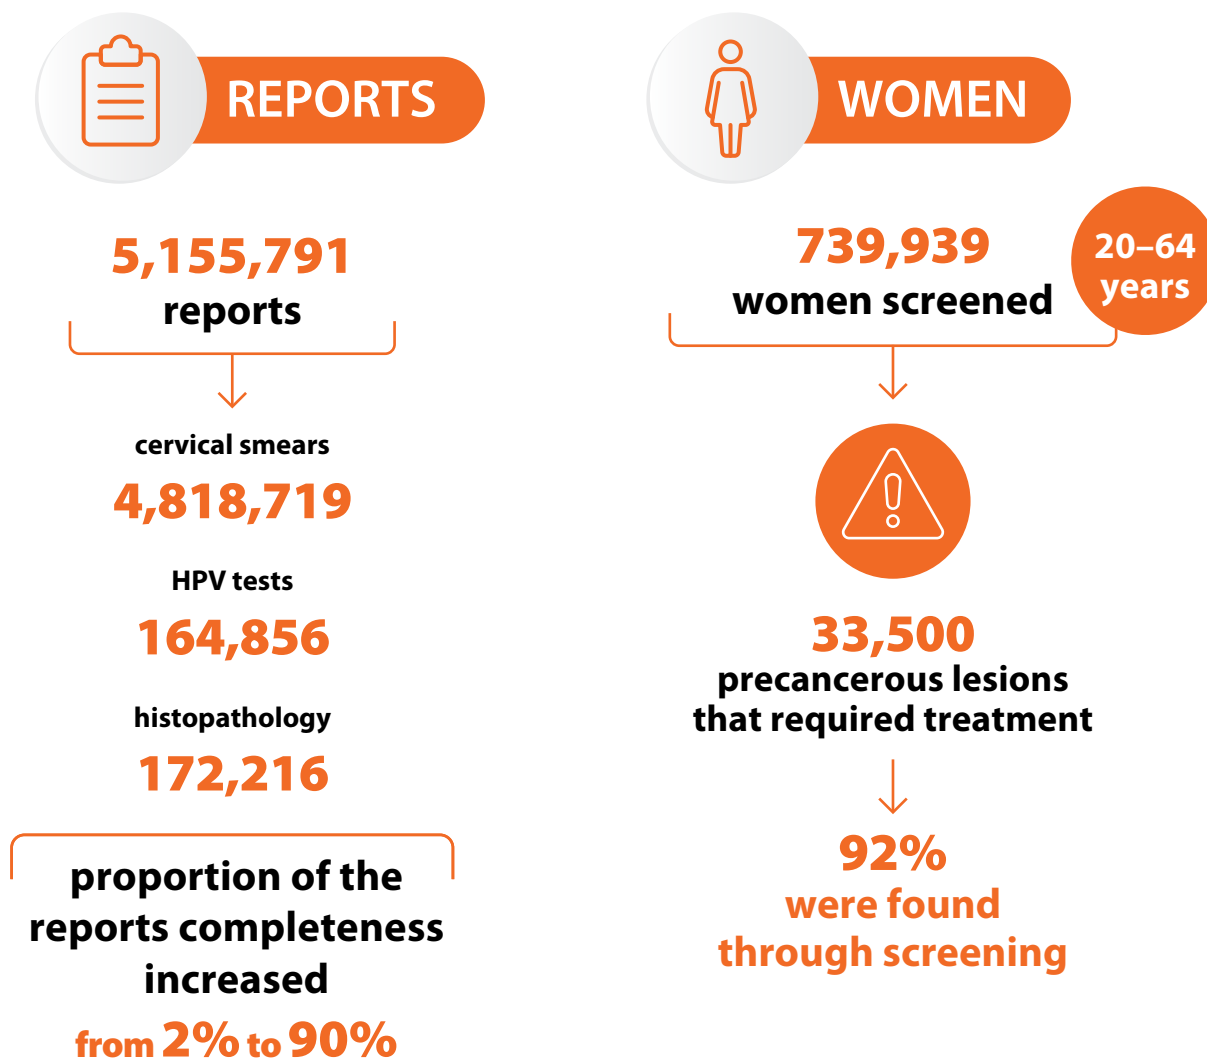 REPORTS
5,155,791
reports
cervical smears
4,818,719
HPV tests
164,856
histopathology
172,216
proportion of the
reports completeness
increased
from 2% to 90%
WOMEN
739,939
women screened
20–64
years
33,500
precancerous lesions
that required treatment
92%
were found
through screening